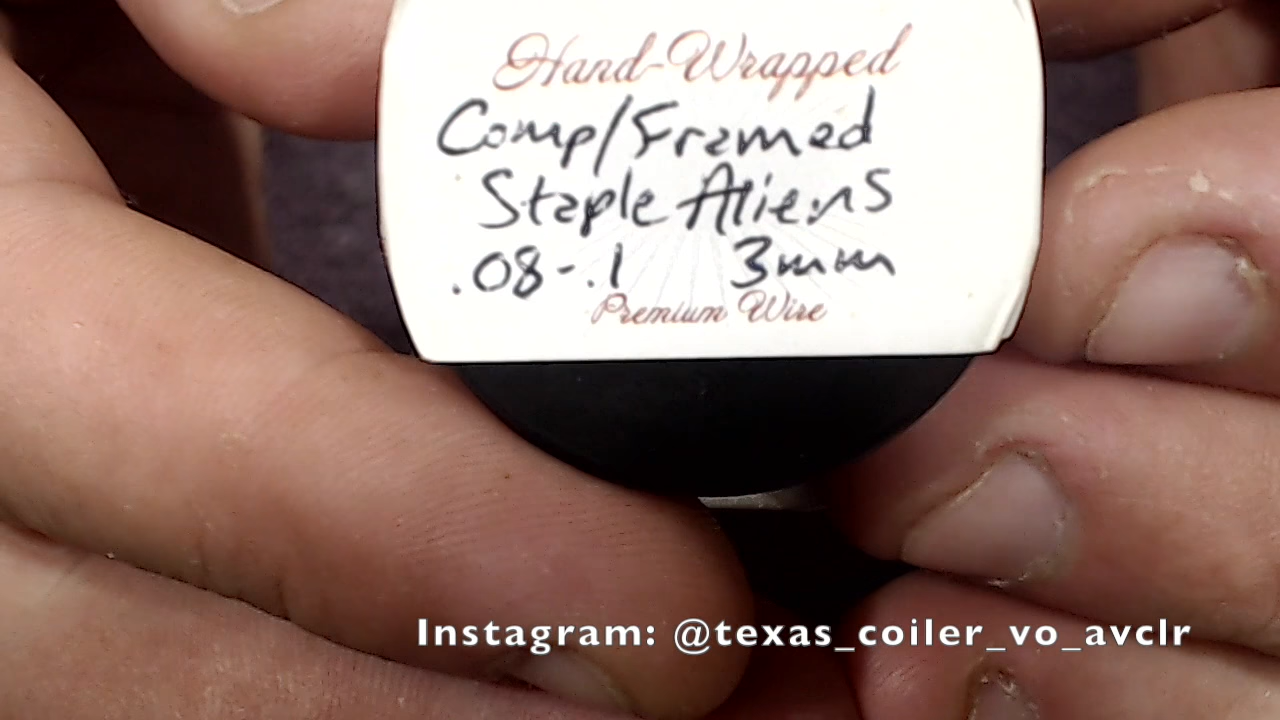 Hand-Wrapped
Comp/Framed
Staple Aliens
.08-.1 3mm
Premium Wire
Instagram: @texas_coiler_vo_avclr